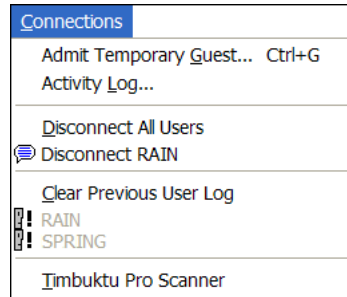 Connections
Admit Temporary Guest... Ctrl+G
Activity Log...
Disconnect All Users
Disconnect RAIN
Clear Previous User Log
RAIN
SPRING
Timbuktu Pro Scanner